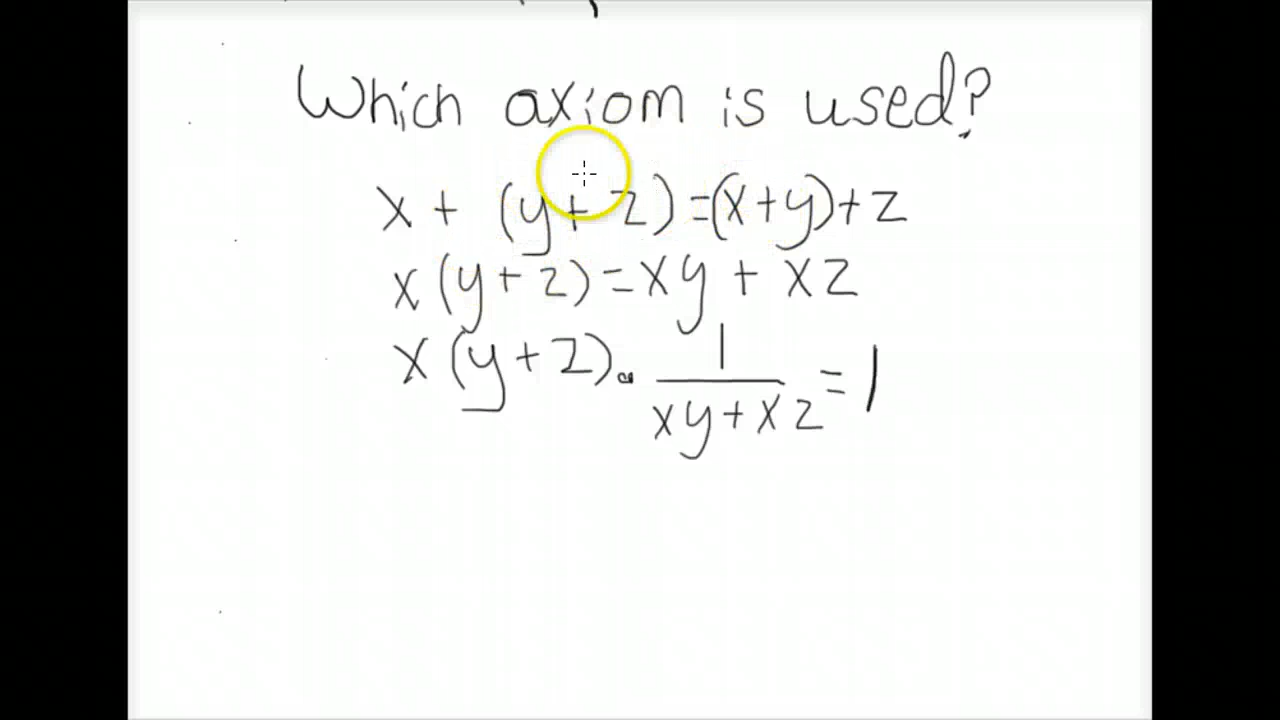 Which axiom is used?
x + (y + z) = (x + y) + z
x (y + z) = xy + xz
x (y + z) . 1/(xy + xz) = 1